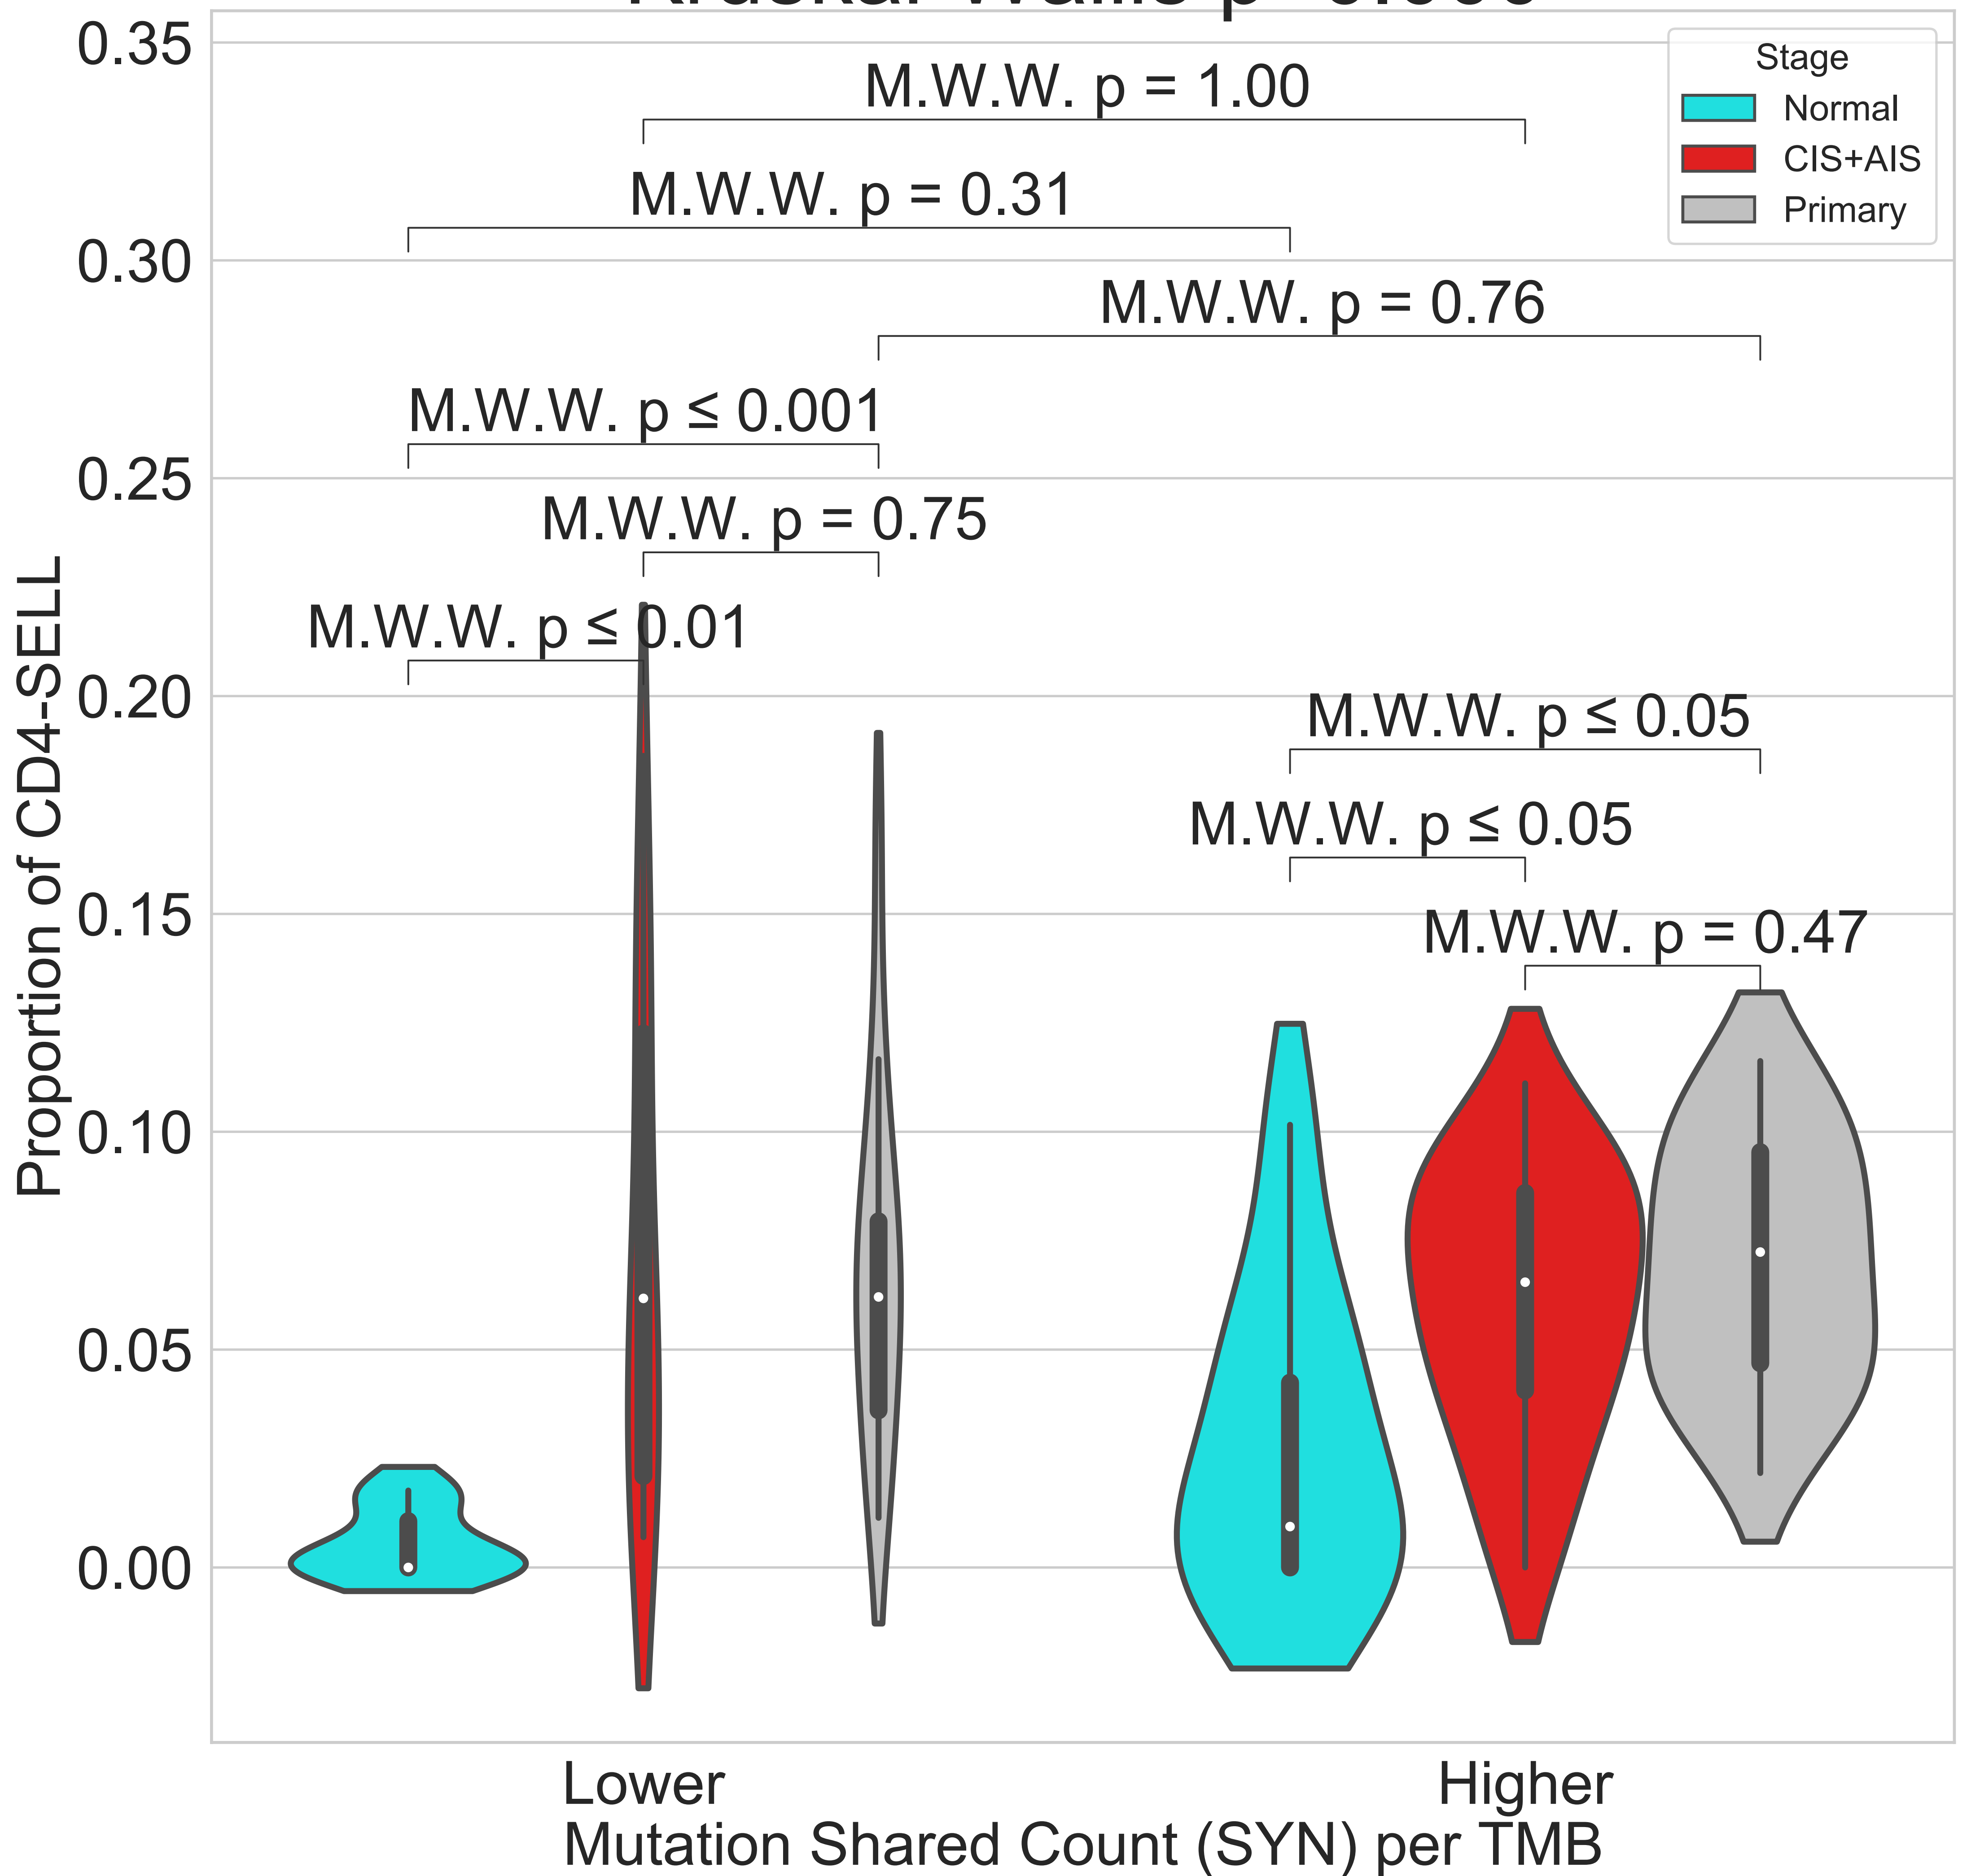 0.35
0.30
0.25
0.20
0.15
0.10
0.05
0.00
Proportion of CD4-SELL
M.W.W. p = 1.00
M.W.W. p = 0.31
M.W.W. p = 0.76
M.W.W. p ≤ 0.001
M.W.W. p = 0.75
M.W.W. p ≤ 0.01
M.W.W. p ≤ 0.05
M.W.W. p ≤ 0.05
M.W.W. p = 0.47
Stage
Normal
CIS+AIS
Primary
Lower
Higher
Mutation Shared Count (SYN) per TMB